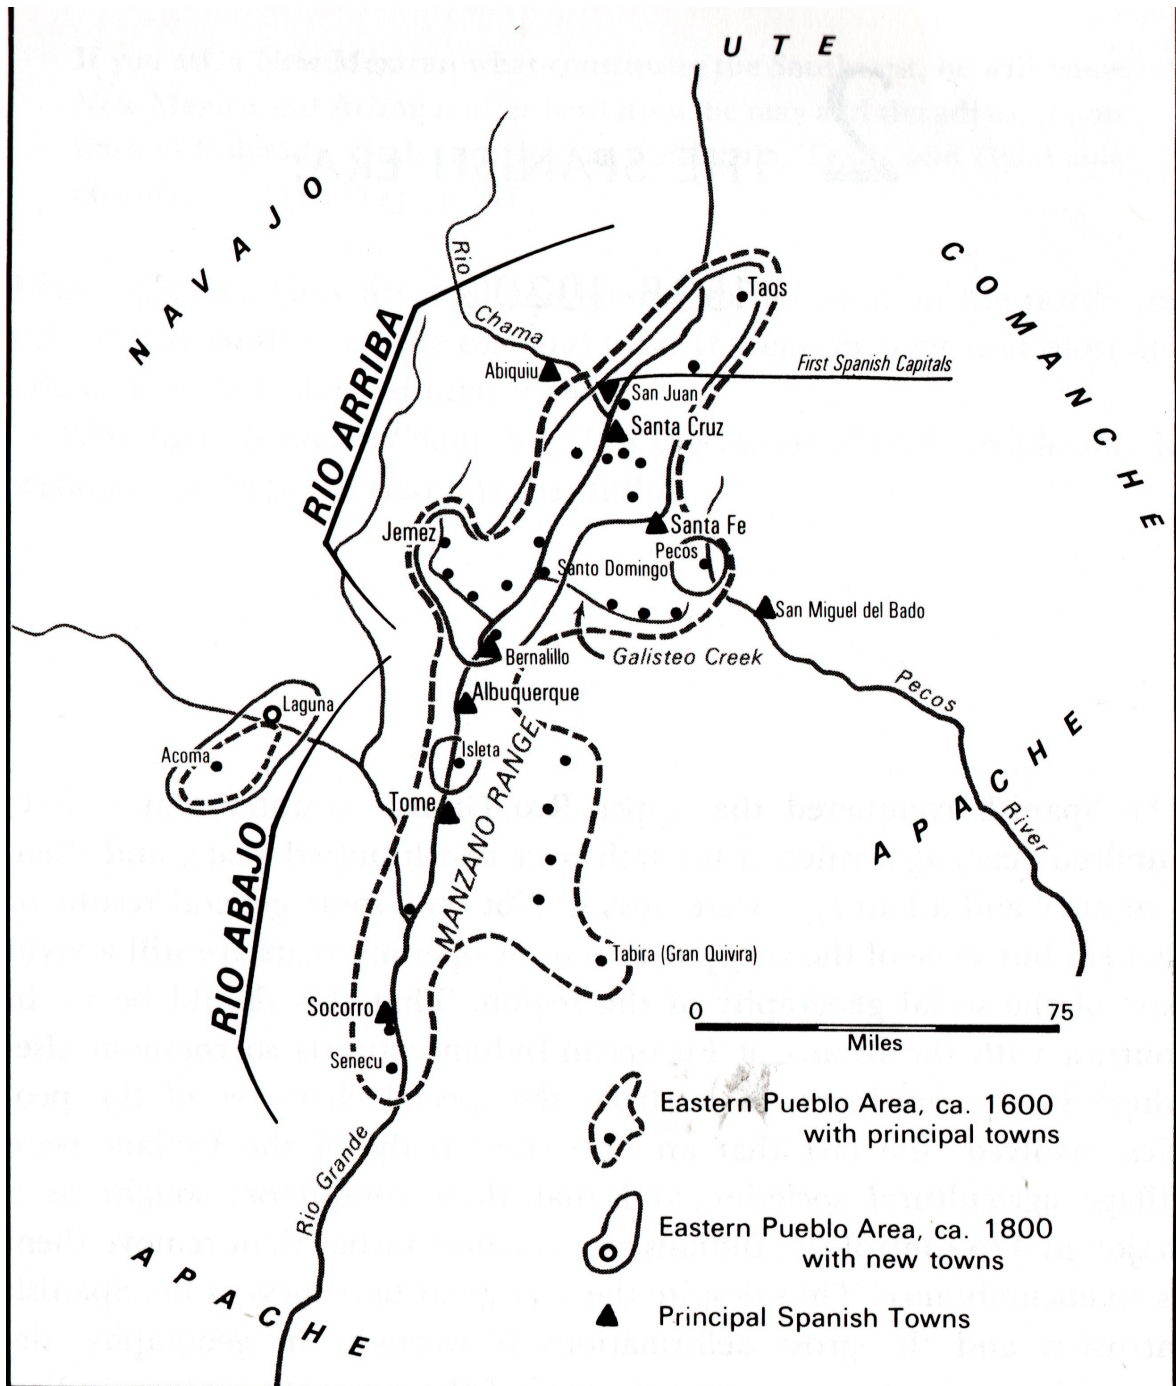 UTE
NAVAJO
COMANCHE
Rio
Chama
Taos
RIO ARRIBA
Abiquiu
First Spanish Capitals
San Juan
Santa Cruz
Jemez
Santa Fe
Pecos
Santo Domingo
San Miguel del Bado
Bernalillo
Galisteo Creek
Pecos
River
Albuquerque
Laguna
Acoma
Isleta
MANZANO RANGE
APACHE
Tome
RIO ABAJO
Tabira (Gran Quivira)
Socorro
Senecu
0 75
Miles
Rio Grande
APACHE
Eastern Pueblo Area, ca. 1600
with principal towns
Eastern Pueblo Area, ca. 1800
with new towns
Principal Spanish Towns